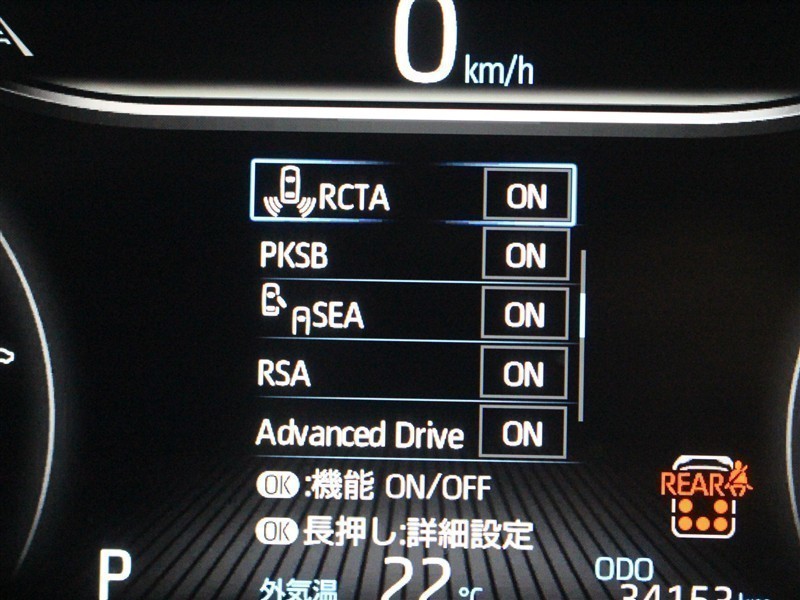 0 km/h
RCTA ON
PKSB ON
SEA ON
RSA ON
Advanced Drive ON
OK:機能 ON/OFF
OK長押し:詳細設定
REAR
P 外気温 22℃ ODO 34153km